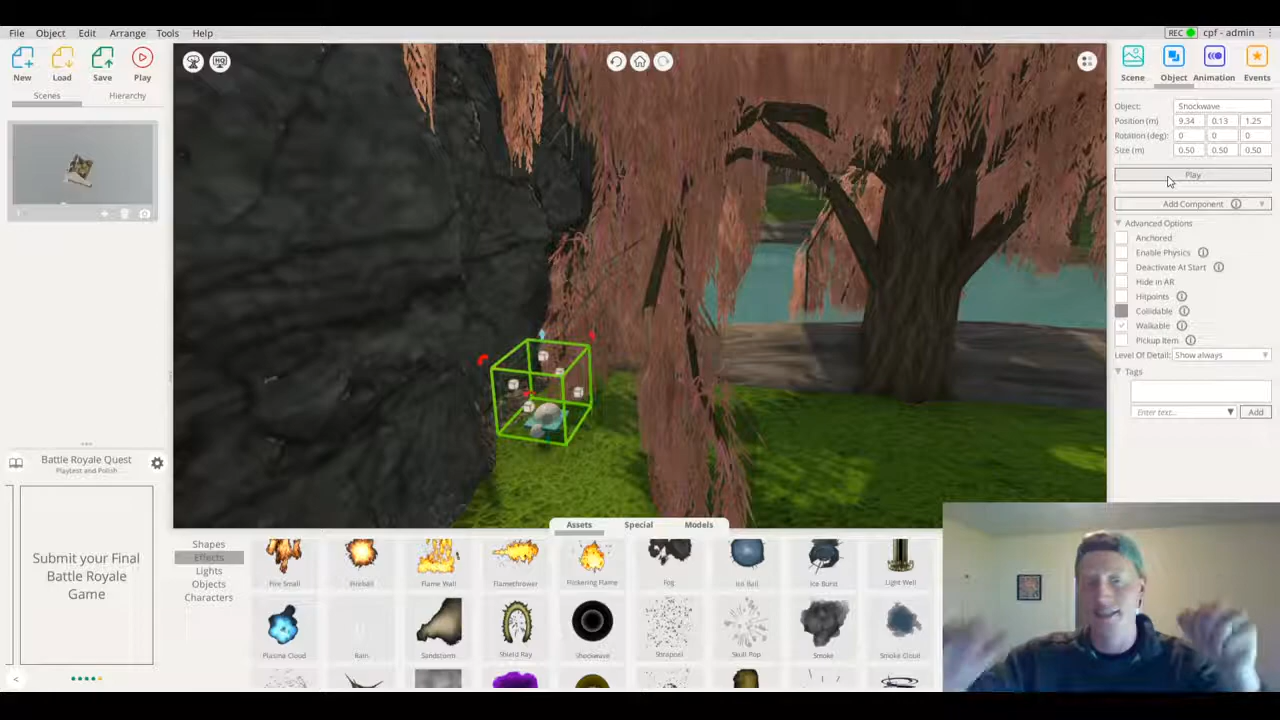 File Object Edit Arrange Tools Help
REC cpf - admin
New Load Save Play
Scene Object Animation Events
Scenes Hierarchy
Object: Shockwave
Position (m) 9.34 0.13 1.25
Rotation (deg): 0 0 0
Size (m) 0.50 0.50 0.50
Play
Add Component
Advanced Options
Anchored
Enable Physics
Deactivate At Start
Hide in AR
Hitpoints
Collidable
Walkable
Pickup Item
Level Of Detail: Show always
Tags
Enter text... Add
Battle Royale Quest
Playtest and Polish
Submit your Final
Battle Royale
Game
Assets Special Models
Shapes
Effects
Lights
Objects
Characters
Fire Small Fireball Flame Wall Flamethrower Flickering Flame Fog Ice Ball Ice Burst Light Well
Plasma Cloud Rain Sandstorm Shield Ray Shockwave Shrapnel Skull Pop Smoke Smoke Cloud